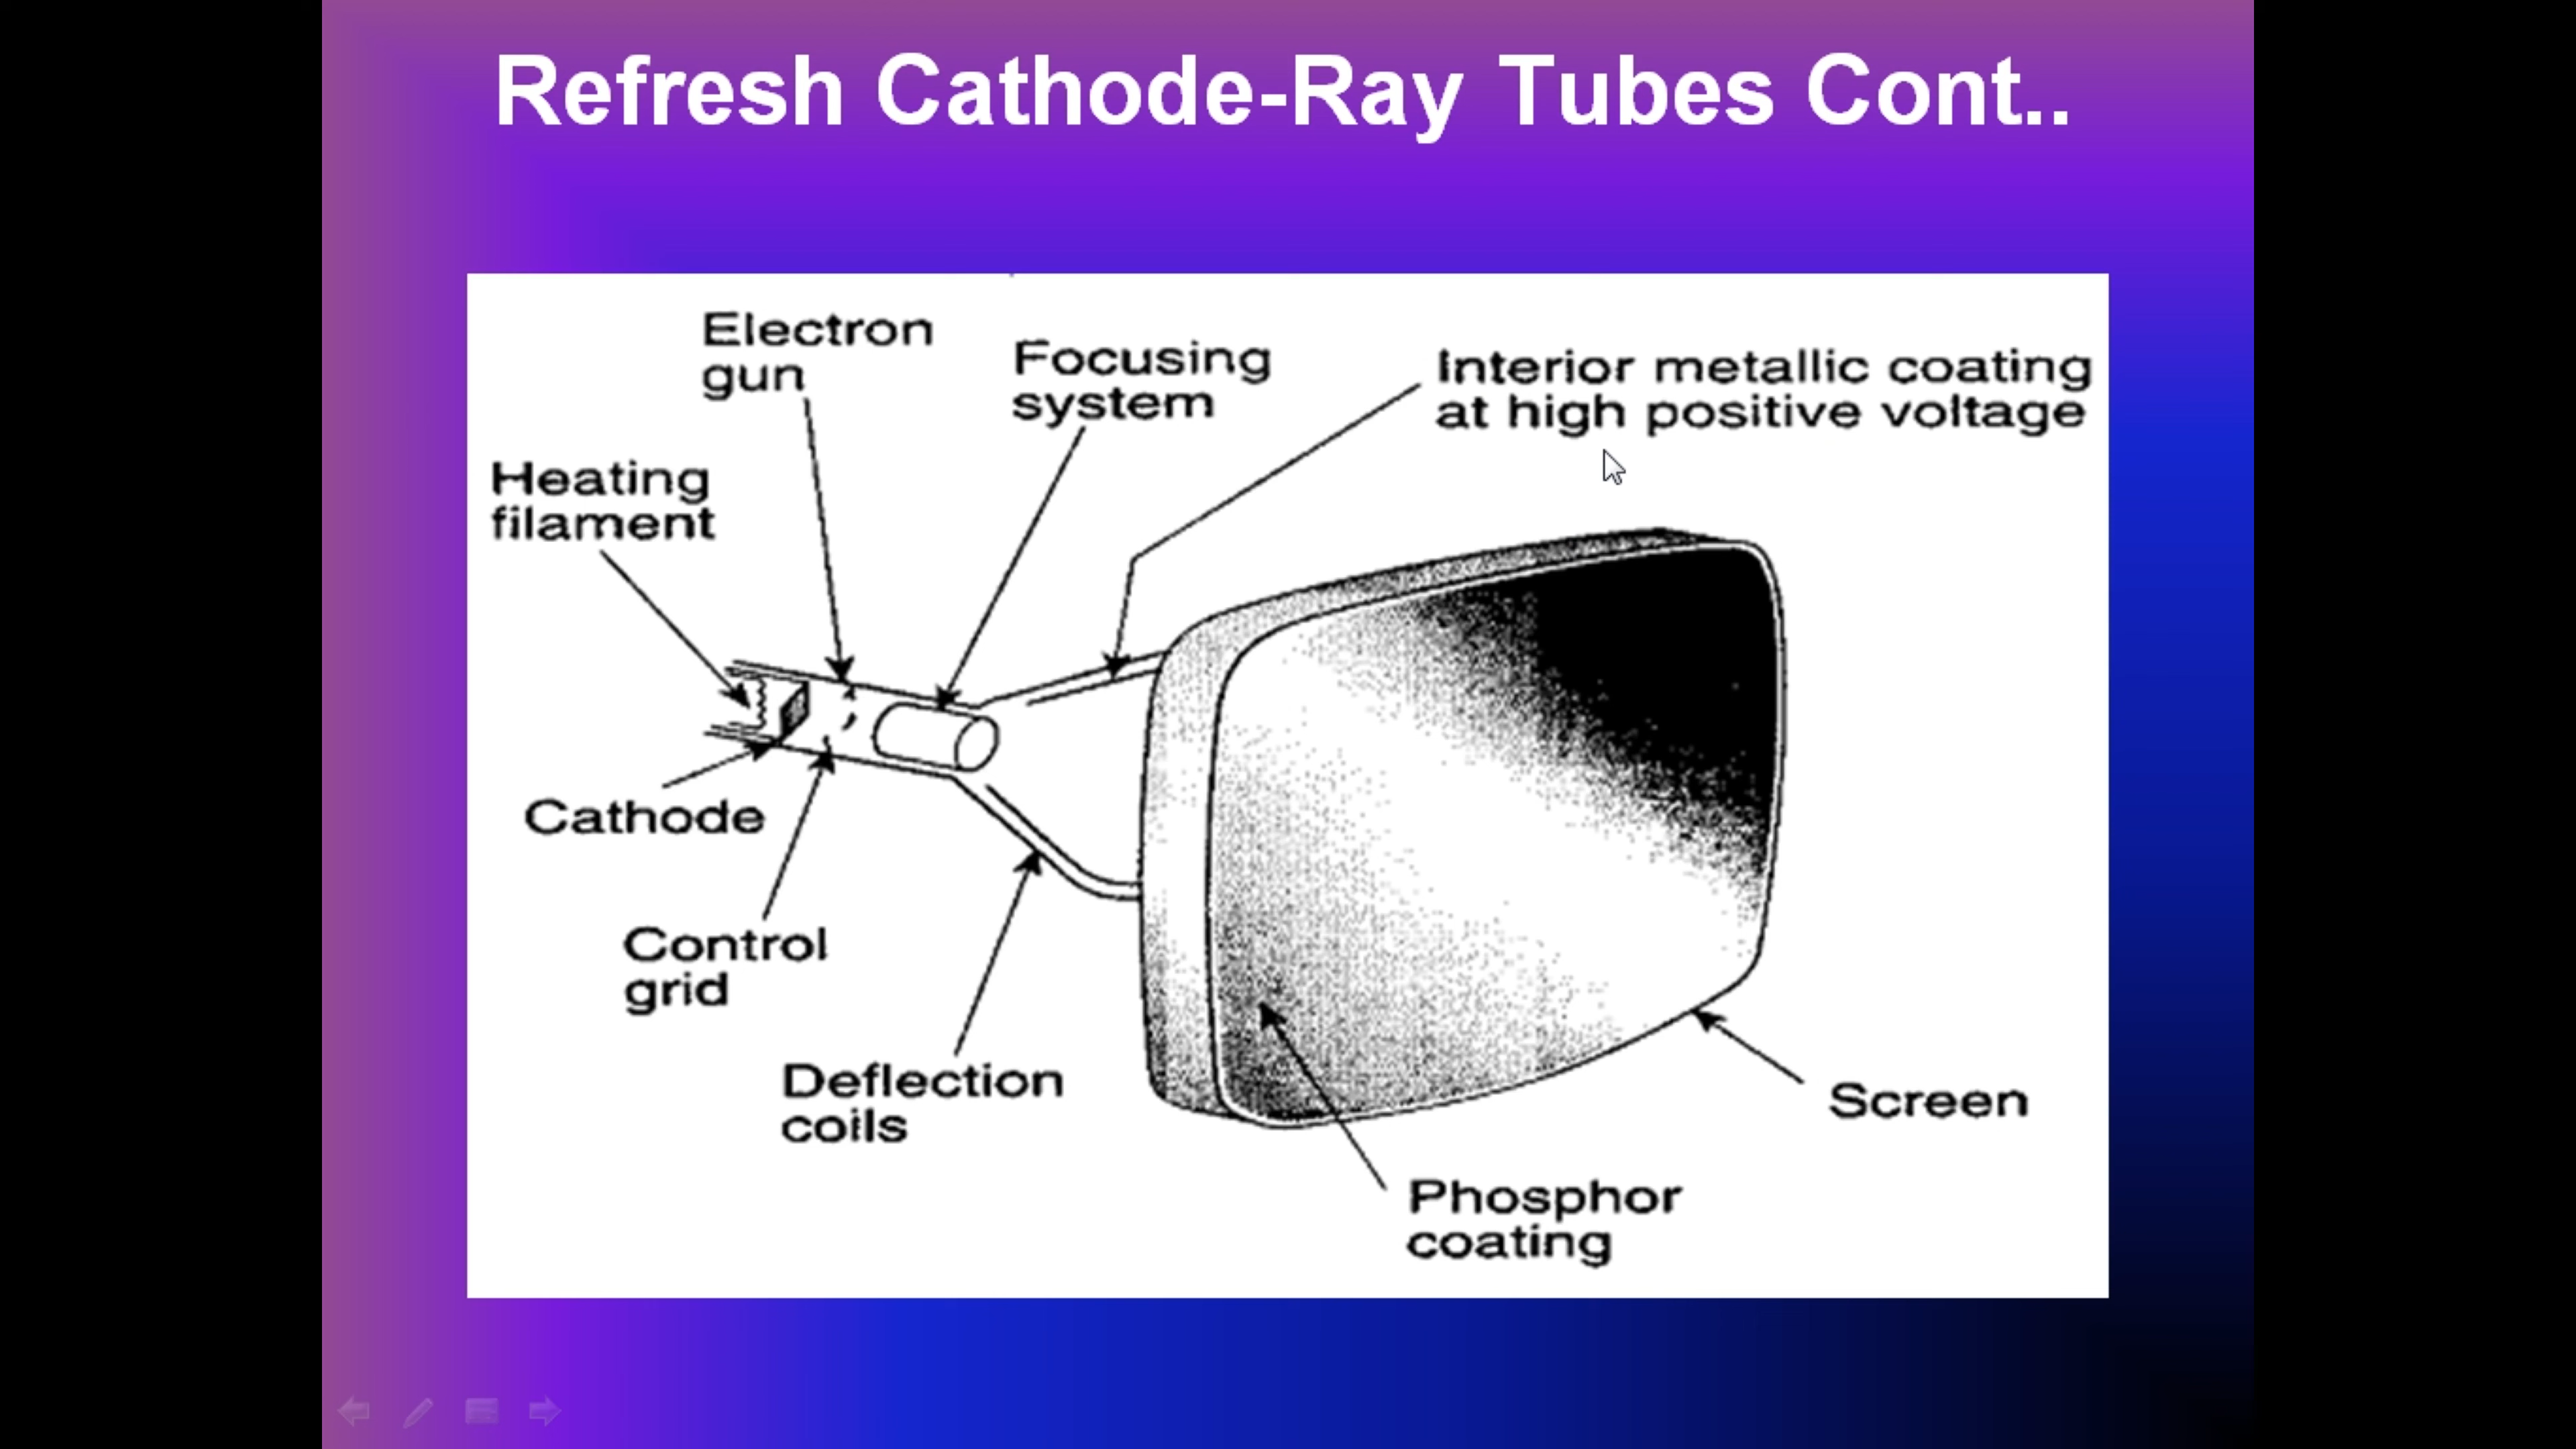 Refresh Cathode-Ray Tubes Cont..
Electron
gun
Focusing
system
Interior metallic coating
at high positive voltage
Heating
filament
Cathode
Control
grid
Deflection
coils
Screen
Phosphor
coating